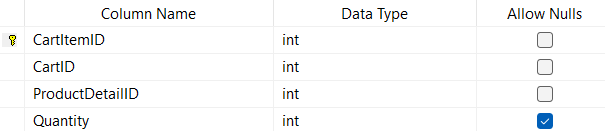 Column Name Data Type Allow Nulls
CartItemID int
CartID int
ProductDetailID int
Quantity int